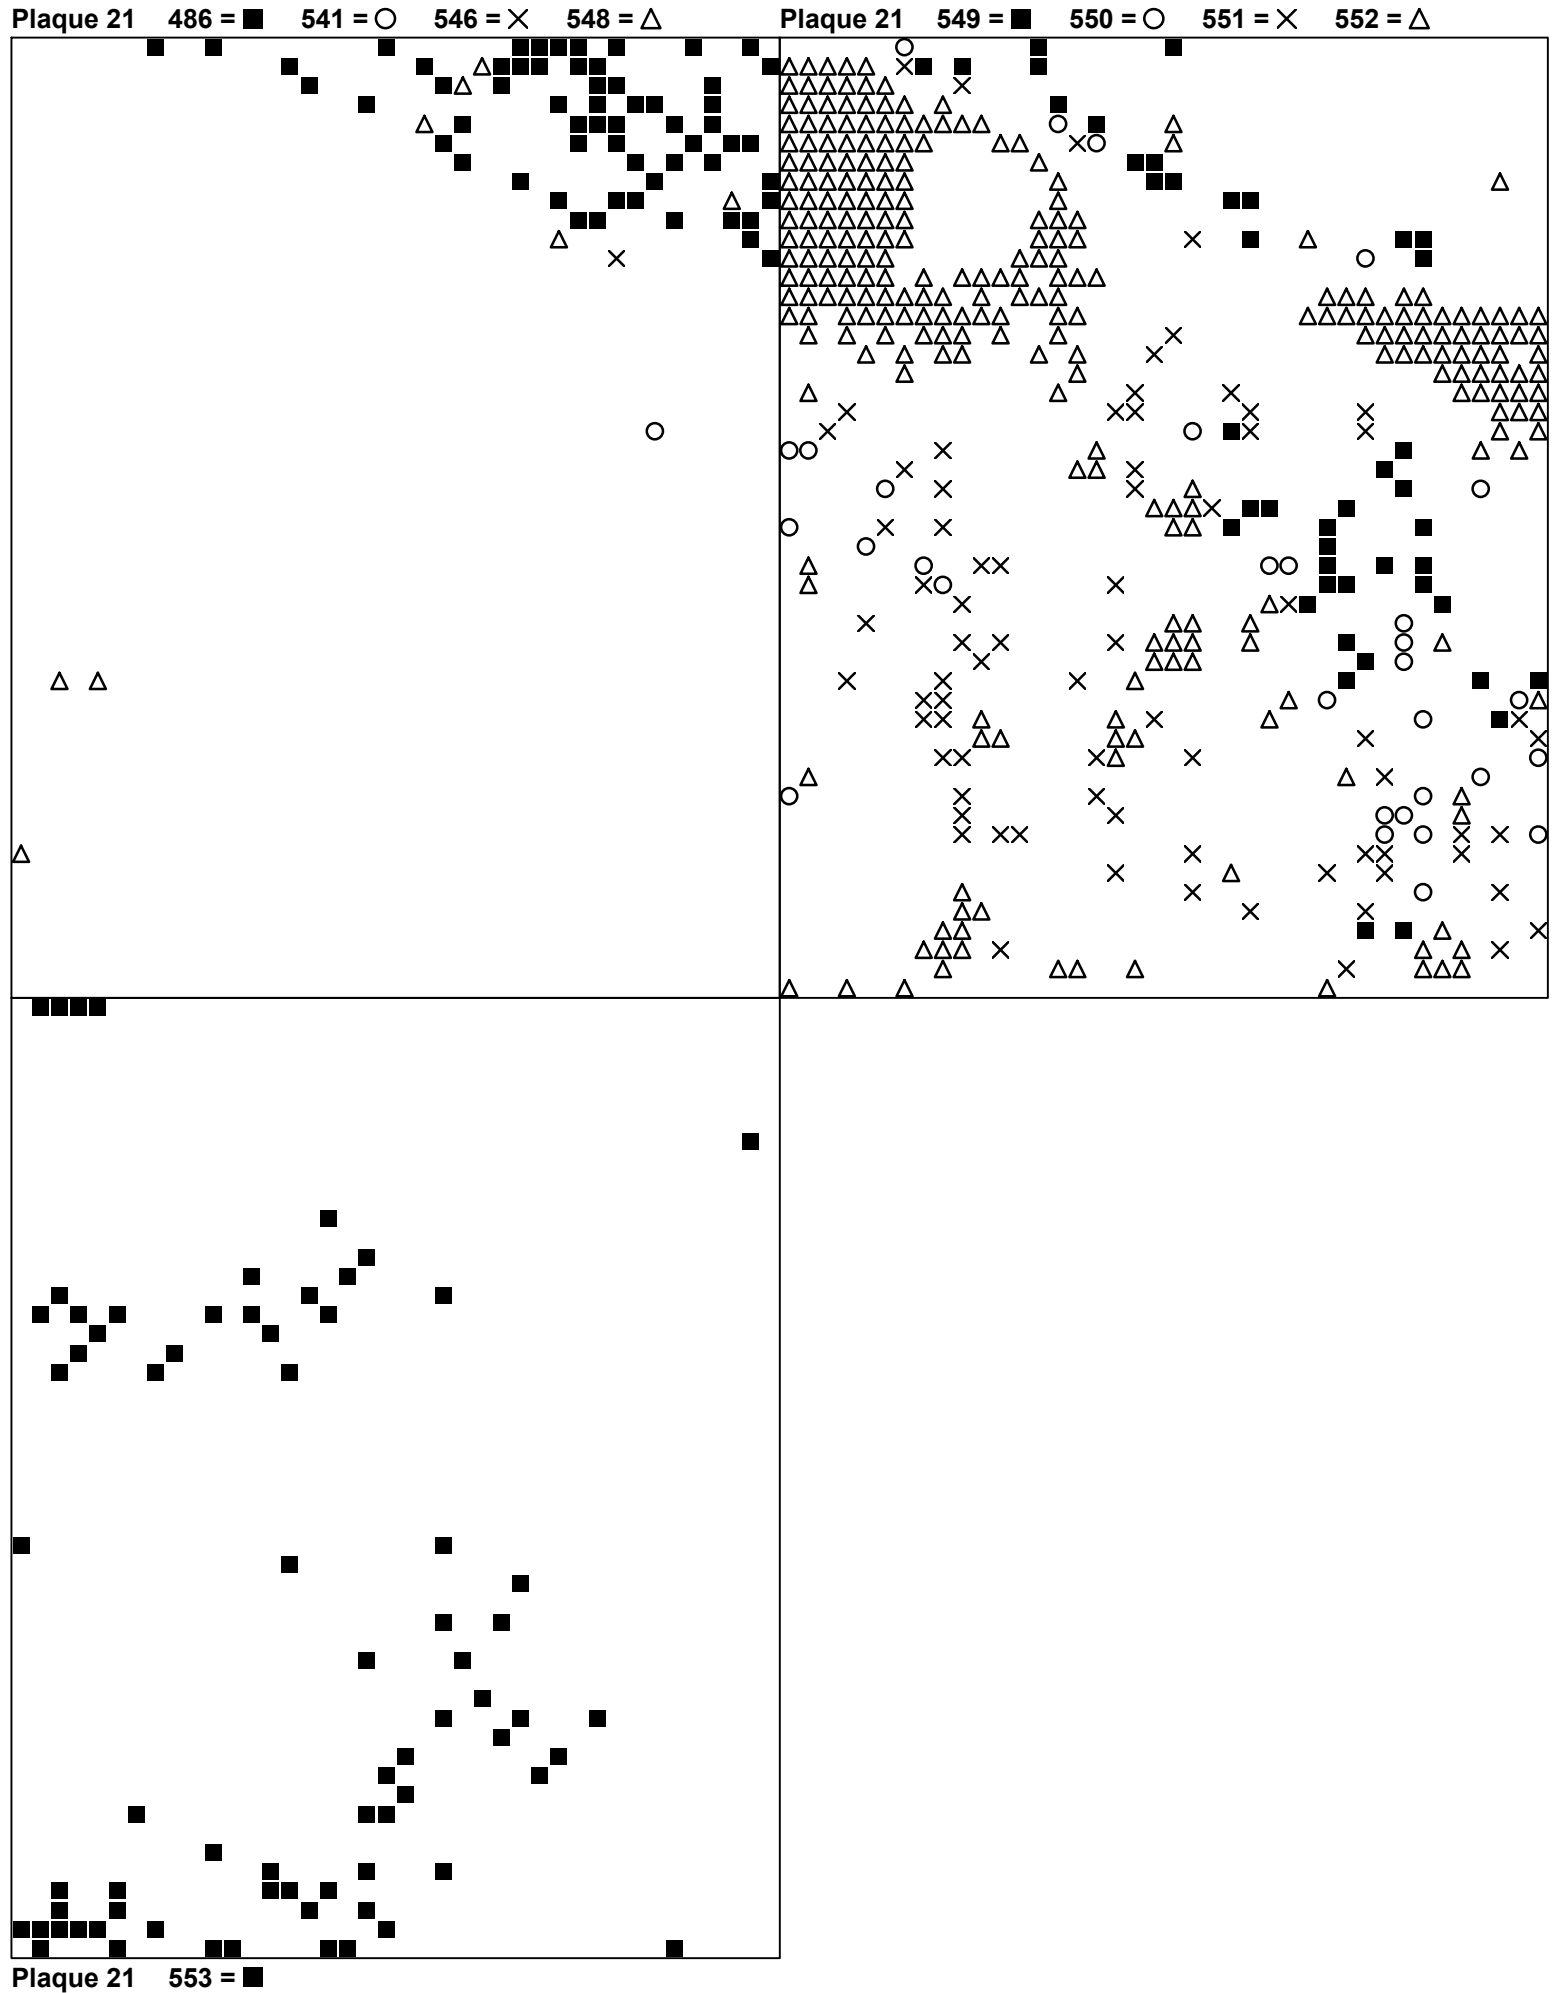 Plaque 21 486 = ■ 541 = ○ 546 = × 548 = △
Plaque 21 549 = ■ 550 = ○ 551 = × 552 = △
Plaque 21 553 = ■